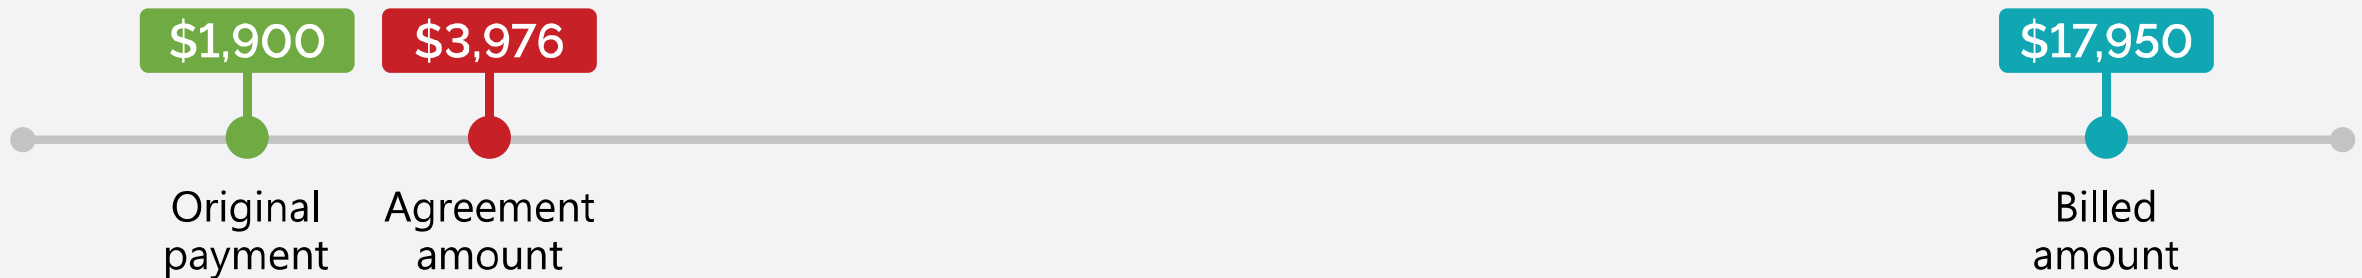 $1,900
$3,976
$17,950
Original
payment
Agreement
amount
Billed
amount